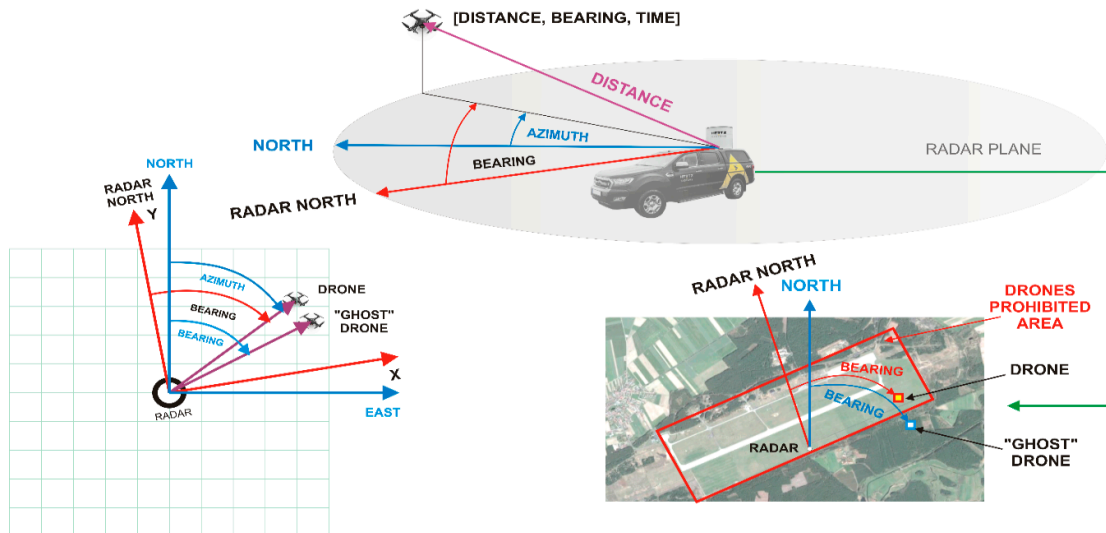 [DISTANCE, BEARING, TIME]
DISTANCE
NORTH
AZIMUTH
BEARING
RADAR NORTH
RADAR PLANE
NORTH
RADAR
NORTH
Y
AZIMUTH
BEARING
BEARING
DRONE
"GHOST"
DRONE
X
EAST
RADAR
RADAR NORTH
NORTH
DRONES
PROHIBITED
AREA
BEARING
BEARING
DRONE
RADAR
"GHOST"
DRONE